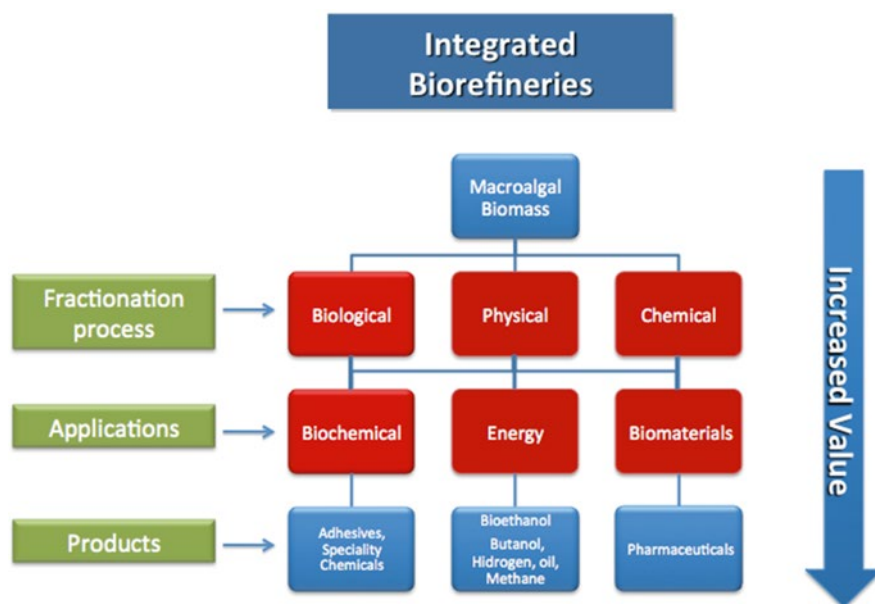 Integrated
Biorefineries
Macroalgal
Biomass
Fractionation
process
Biological
Physical
Chemical
Applications
Biochemical
Energy
Biomaterials
Products
Adhesives,
Speciality
Chemicals
Bioethanol
Butanol,
Hidrogen, oil,
Methane
Pharmaceuticals
Increased Value